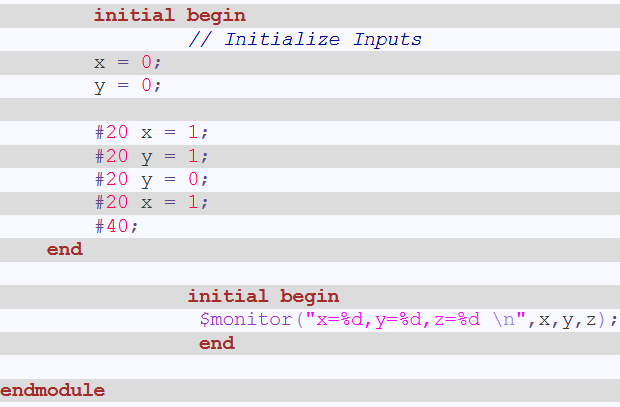 initial begin
// Initialize Inputs
x = 0;
y = 0;
#20 x = 1;
#20 y = 1;
#20 y = 0;
#20 x = 1;
#40;
end
initial begin
$monitor("x=%d,y=%d,z=%d \n",x,y,z);
end
endmodule